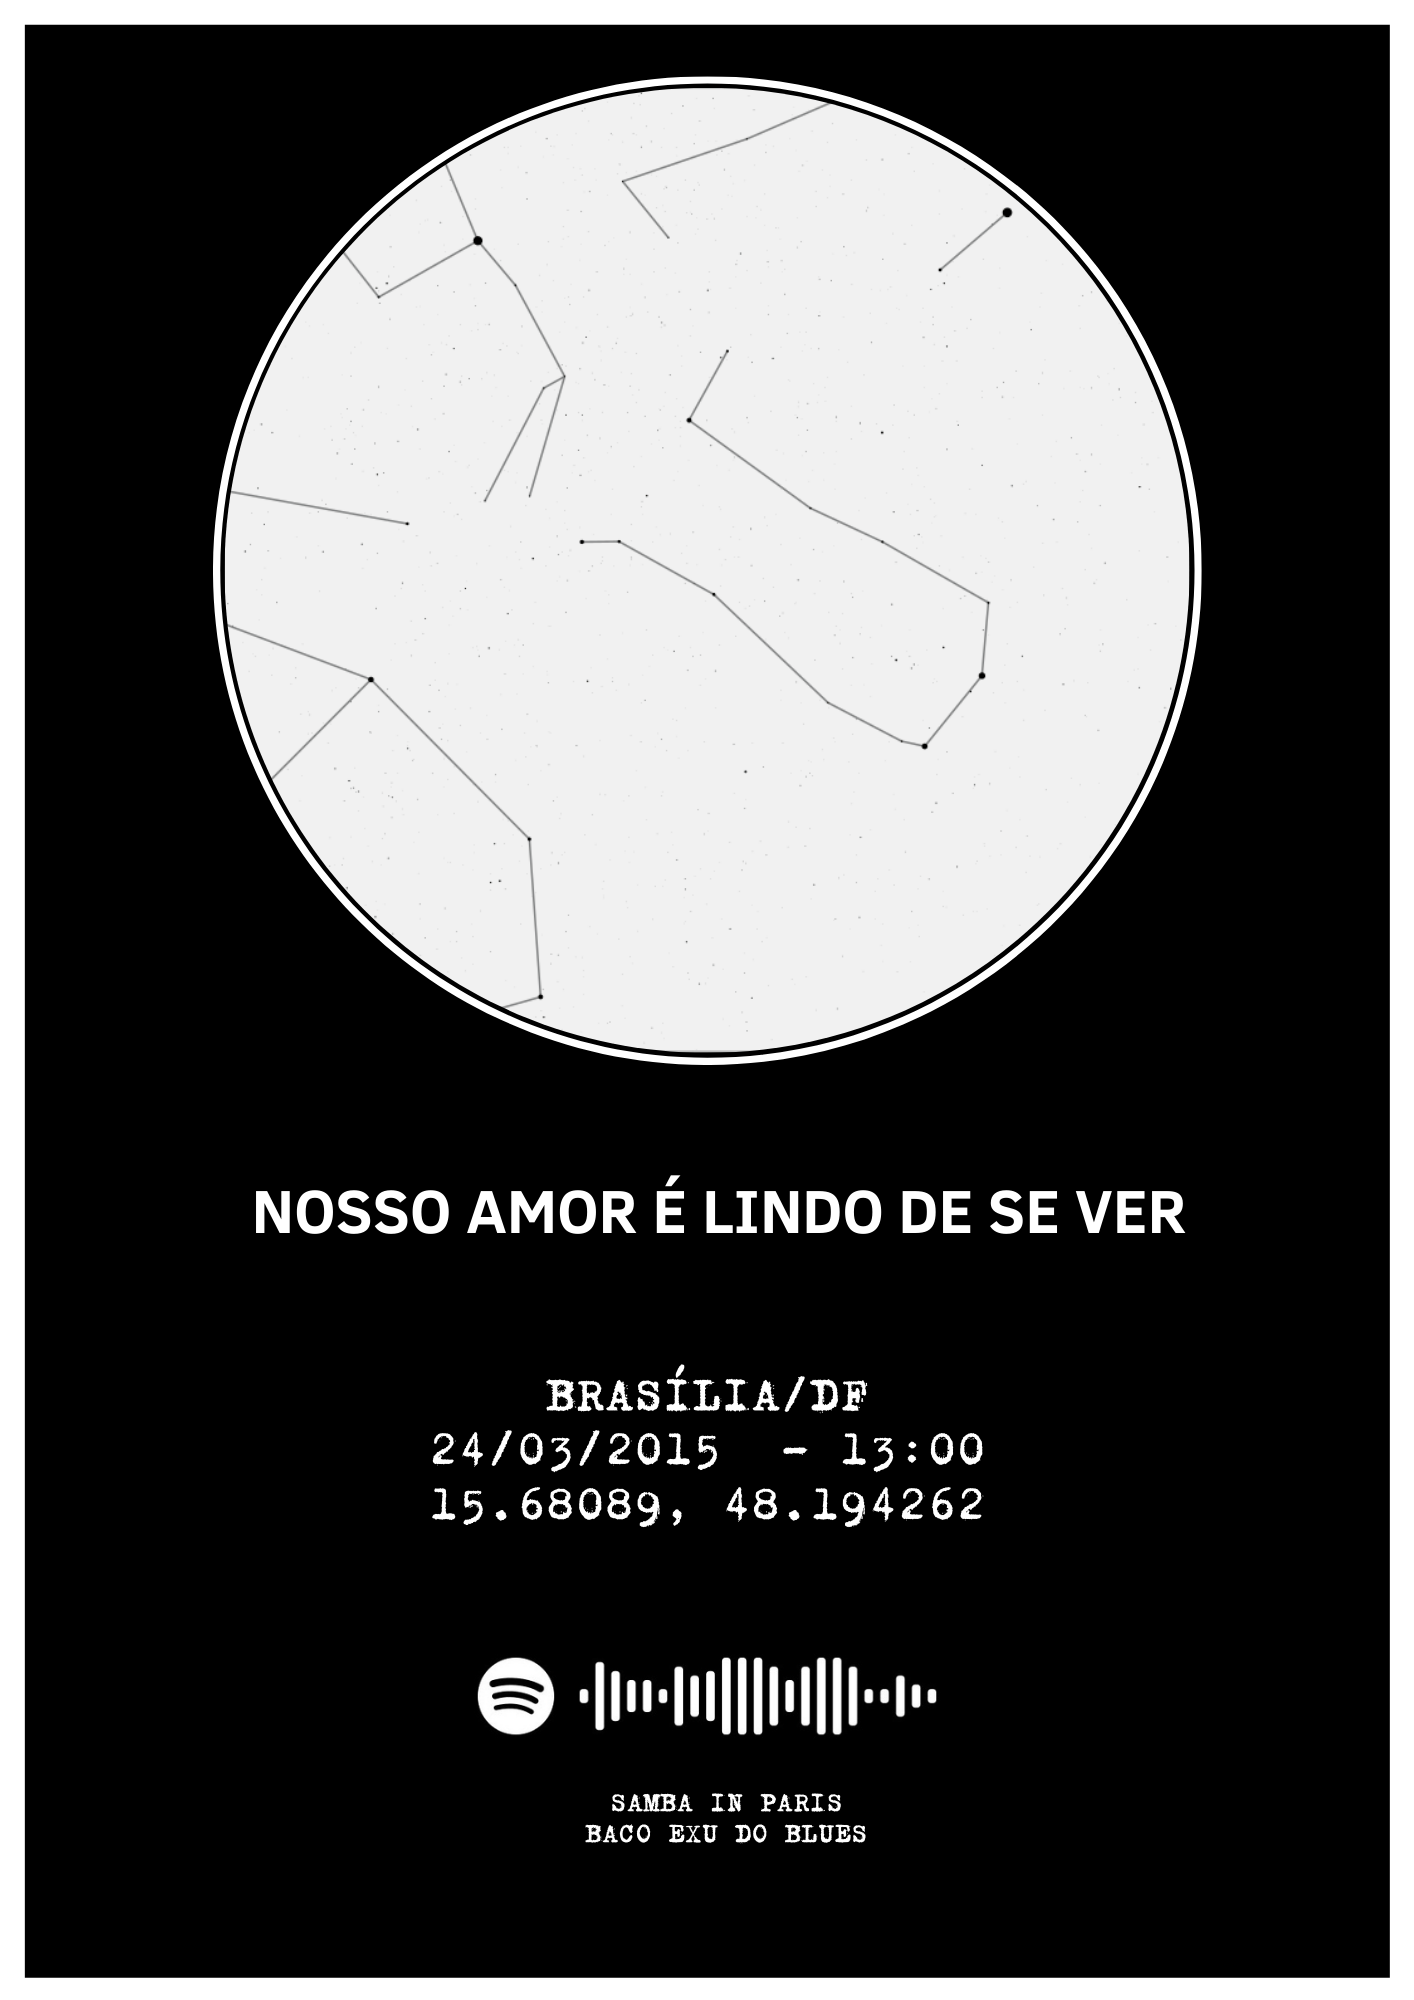 NOSSO AMOR É LINDO DE SE VER
BRASÍLIA/DF
24/03/2015 - 13:00
15.68089, 48.194262
SAMBA IN PARIS
BACO EXU DO BLUES